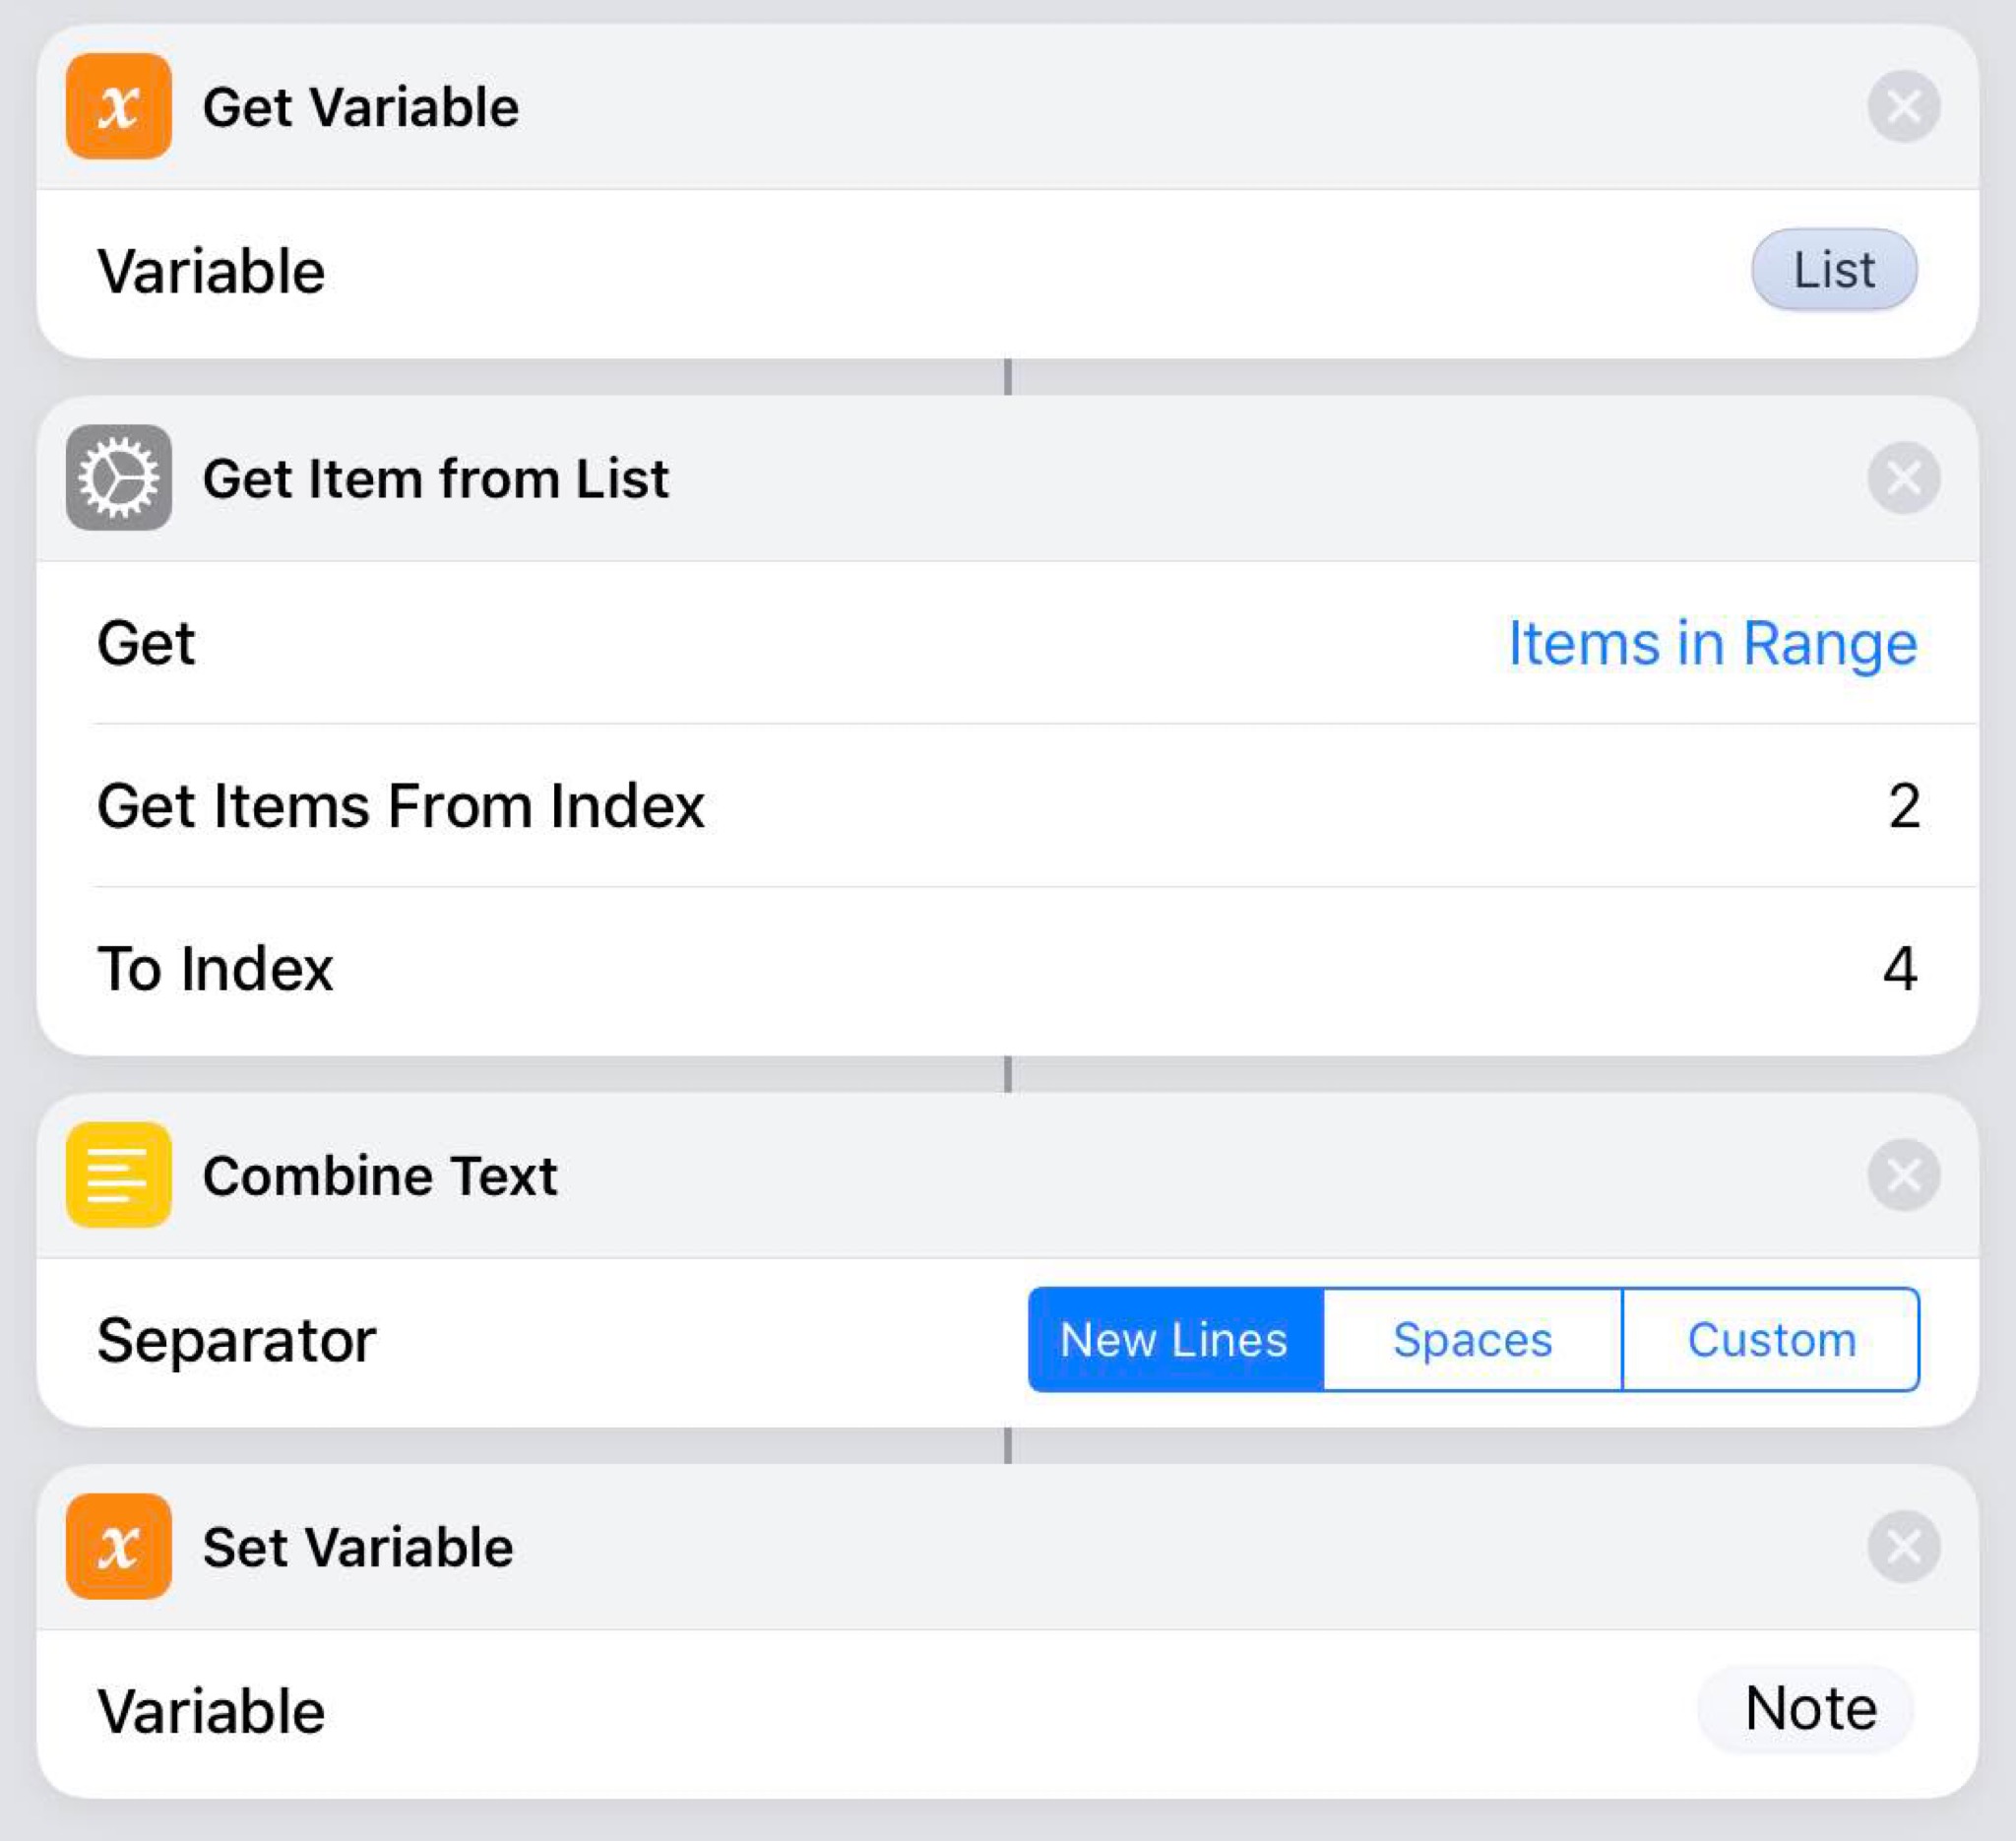 x Get Variable
Variable List
Get Item from List
Get Items in Range
Get Items From Index 2
To Index 4
Combine Text
Separator New Lines Spaces Custom
x Set Variable
Variable Note